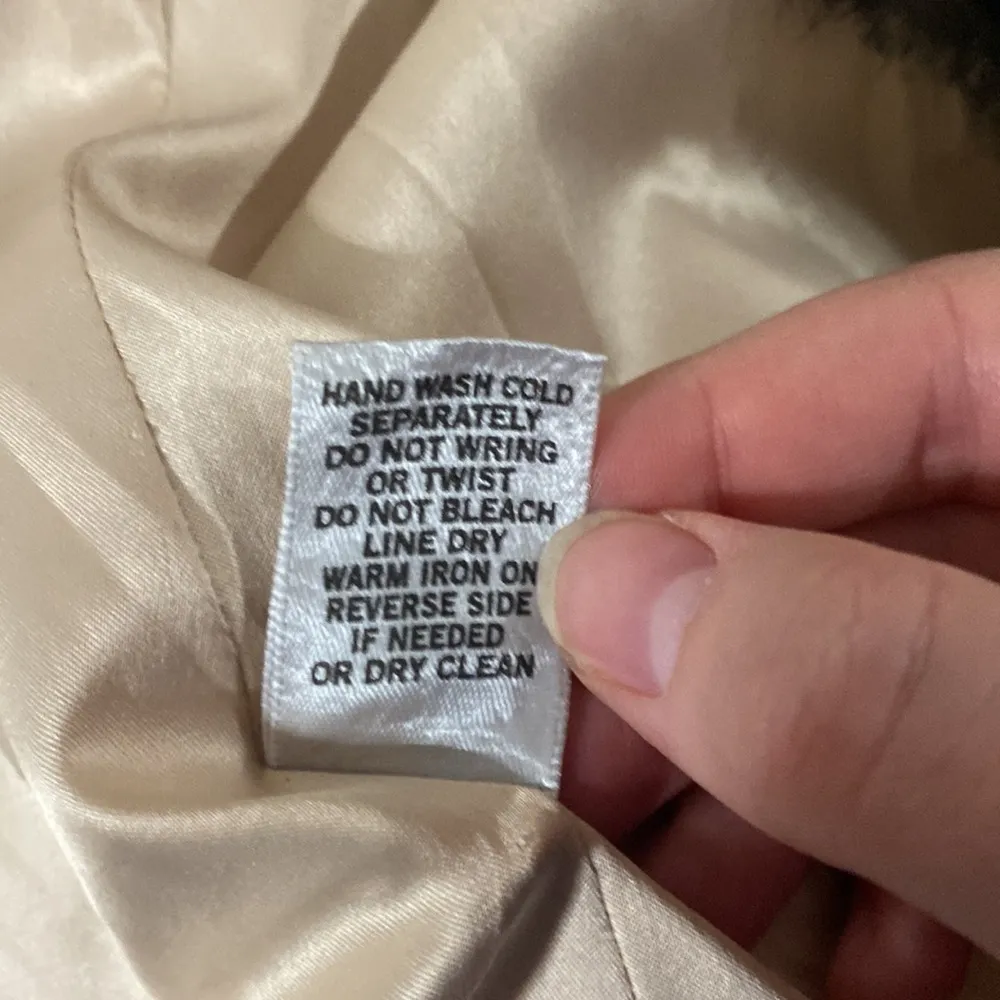 HAND WASH COLD
SEPARATELY
DO NOT WRING
OR TWIST
DO NOT BLEACH
LINE DRY
WARM IRON ON
REVERSE SIDE
IF NEEDED
OR DRY CLEAN